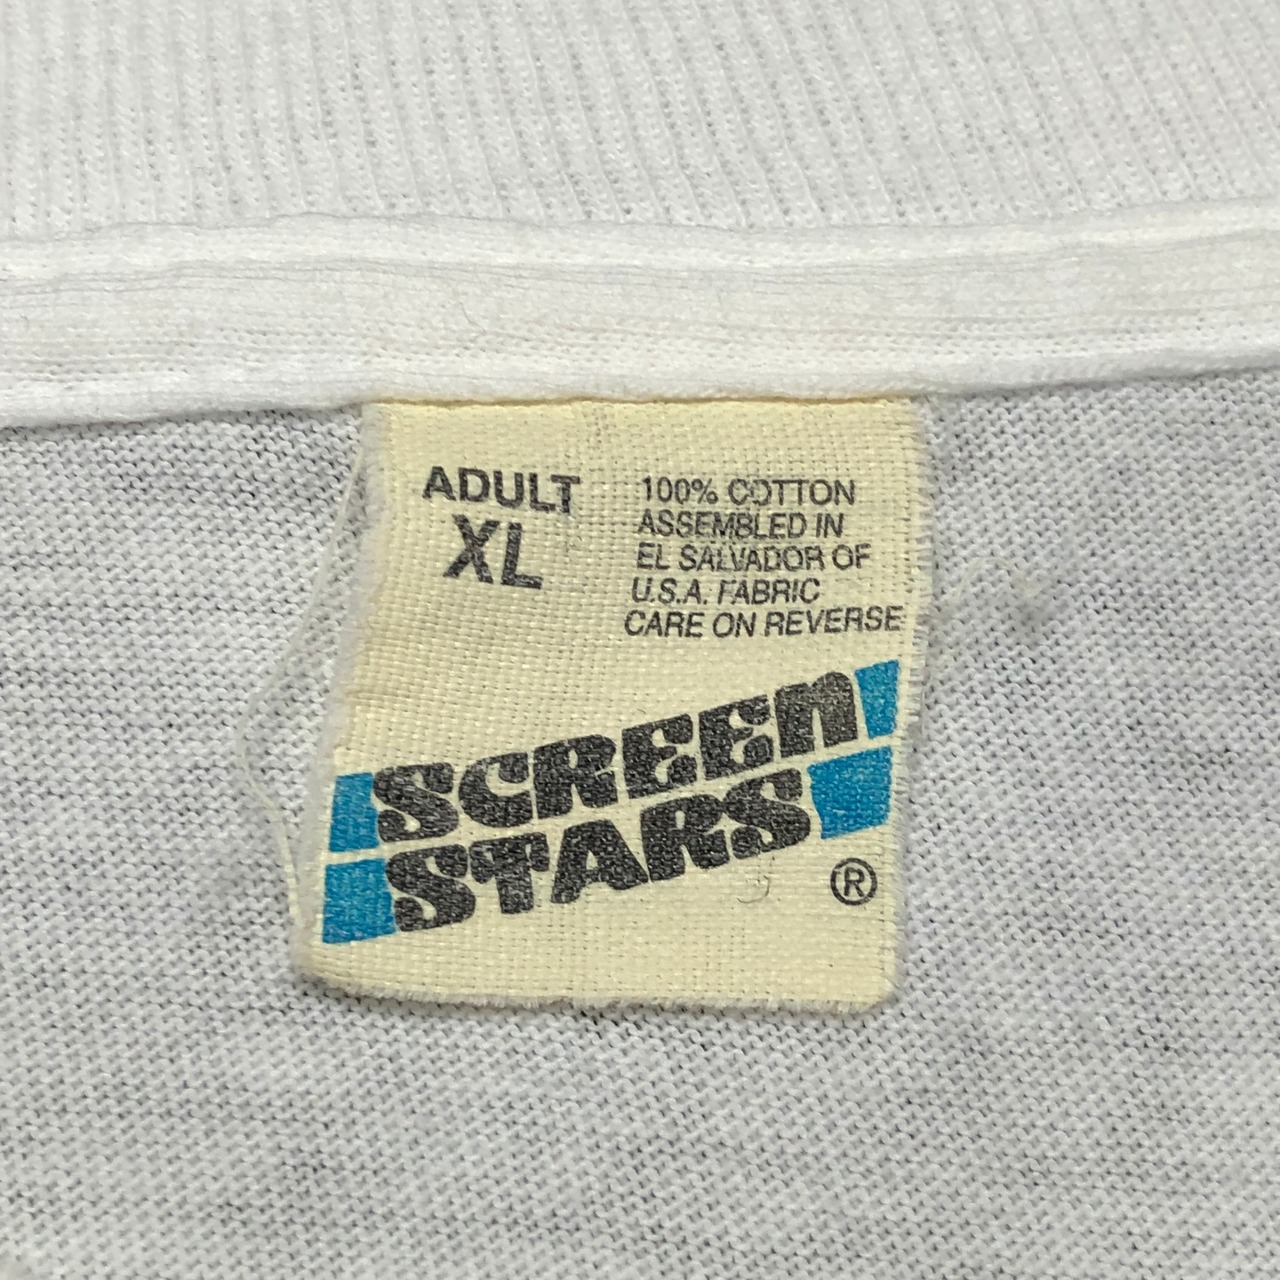 ADULT
XL
100% COTTON
ASSEMBLED IN
EL SALVADOR OF
U.S.A. FABRIC
CARE ON REVERSE
SCREEN
STARS
®